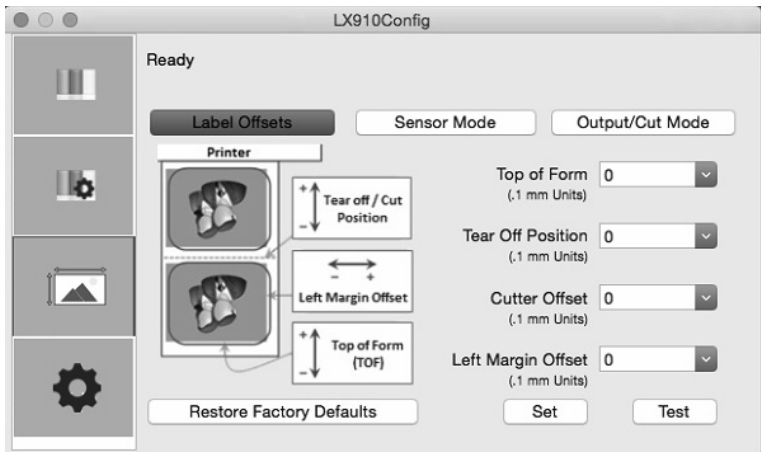 LX910Config
Ready
Label Offsets
Sensor Mode
Output/Cut Mode
Printer
+
Tear off / Cut
Position
–
– +
Left Margin Offset
+
Top of Form
(TOF)
–
Top of Form 0
(.1 mm Units)
Tear Off Position 0
(.1 mm Units)
Cutter Offset 0
(.1 mm Units)
Left Margin Offset 0
(.1 mm Units)
Restore Factory Defaults
Set
Test